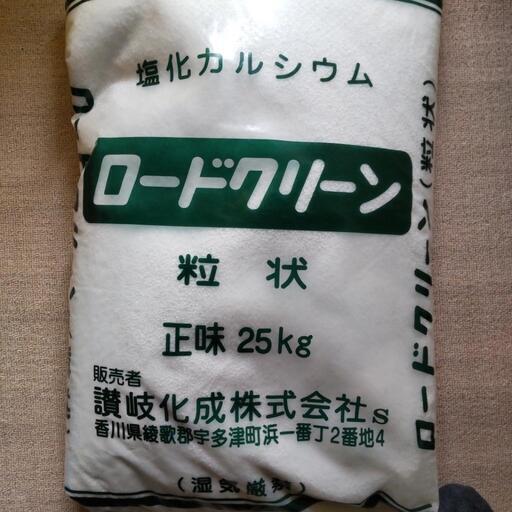 塩化カルシウム
ロードクリーン
粒状
正味 25kg
販売者
讃岐化成株式会社s
香川県綾歌郡宇多津町浜一番丁2番地4
(湿気厳禁)
ロードクリーン(粒状)